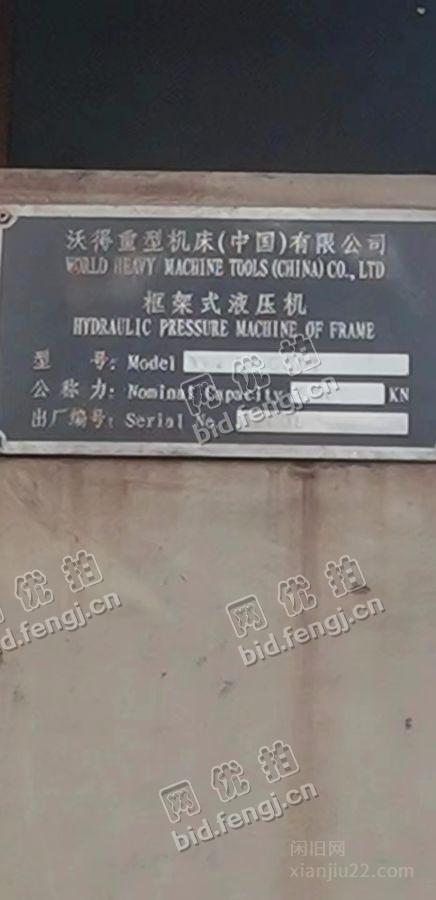 沃得重型机床(中国)有限公司
WORLD HEAVY MACHINE TOOLS (CHINA) CO., LTD
框架式液压机
HYDRAULIC PRESSURE MACHINE OF FRAME
型 号: Model
公称力: Nominal Capacity KN
出厂编号: Serial No
网优拍
bid.fengj.cn
网优拍
bid.fengj.cn
网优拍
bid.fengj.cn
网优拍
bid.fengj.cn
闲旧网
xianjiu22.com